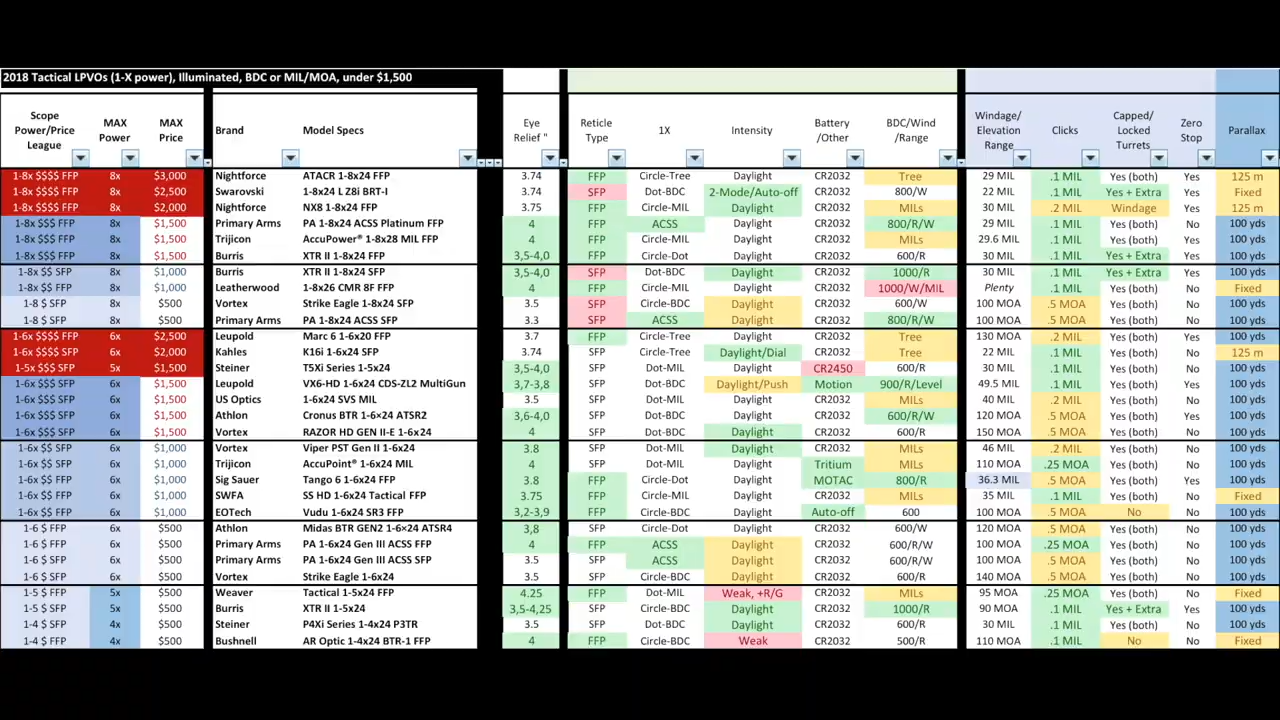 2018 Tactical LPVOs (1-X power), Illuminated, BDC or MIL/MOA, under $1,500
Scope Power/Price League MAX Power MAX Price Brand Model Specs Eye Relief " Reticle Type 1X Intensity Battery /Other BDC/Wind /Range Windage/ Elevation Range Clicks Capped/ Locked Turrets Zero Stop Parallax
1-8x $$$$ FFP 8x $3,000 Nightforce ATACR 1-8x24 FFP 3.74 FFP Circle-Tree Daylight CR2032 Tree 29 MIL .1 MIL Yes (both) Yes 125 m
1-8x $$$$ FFP 8x $2,500 Swarovski 1-8x24 L Z8i BRT-I 3.74 SFP Dot-BDC 2-Mode/Auto-off CR2032 800/W 22 MIL .1 MIL Yes + Extra Yes Fixed
1-8x $$$$ FFP 8x $2,000 Nightforce NX8 1-8x24 FFP 3.75 FFP Circle-MIL Daylight CR2032 MILs 30 MIL .2 MIL Windage Yes 125 m
1-8x $$$ FFP 8x $1,500 Primary Arms PA 1-8x24 ACSS Platinum FFP 4 FFP ACSS Daylight CR2032 800/R/W 30 MIL .1 MIL Yes (both) No 100 yds
1-8x $$$ FFP 8x $1,500 Trijicon AccuPower® 1-8x28 MIL FFP 4 FFP Circle-MIL Daylight CR2032 MILs 29.6 MIL .1 MIL Yes (both) No 100 yds
1-8x $$$ FFP 8x $1,500 Burris XTR II 1-8x24 FFP 3,5-4,0 FFP Circle-Dot Daylight CR2032 600/R 30 MIL .1 MIL Yes + Extra Yes 100 yds
1-8x $$ SFP 8x $1,000 Burris XTR II 1-8x24 SFP 3,5-4,0 SFP Dot-BDC Daylight CR2032 1000/R 30 MIL .1 MIL Yes + Extra Yes 100 yds
1-8x $$ FFP 8x $1,000 Leatherwood 1-8x26 CMR 8F FFP 4 FFP Circle-MIL Daylight CR2032 1000/W/MIL Plenty .1 MIL Yes (both) No Fixed
1-8 $ SFP 8x $500 Vortex Strike Eagle 1-8x24 SFP 3.5 SFP Circle-BDC Daylight CR2032 600/W 100 MOA .5 MOA Yes (both) No 100 yds
1-8 $ SFP 8x $500 Primary Arms PA 1-8x24 ACSS SFP 3.3 SFP ACSS Daylight CR2032 800/R/W 100 MOA .5 MOA Yes (both) No 100 yds
1-6x $$$$ FFP 6x $2,500 Leupold Marc 6 1-6x20 FFP 3.7 FFP Circle-Tree Daylight CR2032 Tree 130 MOA .2 MIL Yes (both) Yes 100 yds
1-6x $$$$ SFP 6x $2,000 Kahles K16i 1-6x24 SFP 3.74 SFP Circle-Tree Daylight/Dial CR2032 Tree 22 MIL .1 MIL Yes (both) No 125 m
1-5x $$$$ SFP 5x $1,500 Steiner T5Xi Series 1-5x24 3,5-4,0 SFP Dot-MIL Daylight CR2450 600/R 30 MIL .1 MIL Yes (both) No 100 yds
1-6x $$$ SFP 6x $1,500 Leupold VX6-HD 1-6x24 CDS-ZL2 MultiGun 3,7-3,8 SFP Dot-BDC Daylight/Push Motion 900/R/Level 49.5 MIL .1 MIL Yes (both) Yes 100 yds
1-6x $$$ SFP 6x $1,500 US Optics 1-6x24 SVS MIL 3.5 SFP Dot-MIL Daylight CR2032 MILs 40 MIL .2 MIL Yes (both) No 100 yds
1-6x $$$ SFP 6x $1,500 Athlon Cronus BTR 1-6x24 ATSR2 3,6-4,0 SFP Dot-BDC Daylight CR2032 600/R/W 120 MOA .5 MOA Yes (both) Yes 100 yds
1-6x $$$ SFP 6x $1,500 Vortex RAZOR HD GEN II-E 1-6x24 4 SFP Dot-BDC Daylight CR2032 600/R 150 MOA .5 MOA Yes (both) No 100 yds
1-6x $$ SFP 6x $1,000 Vortex Viper PST Gen II 1-6x24 3.8 SFP Dot-MIL Daylight CR2032 MILs 46 MIL .2 MIL Yes (both) No 100 yds
1-6x $$ SFP 6x $1,000 Trijicon AccuPoint® 1-6x24 MIL 4 SFP Dot-MIL Daylight Tritium MILs 110 MOA .25 MOA Yes (both) No 100 yds
1-6x $$ FFP 6x $1,000 Sig Sauer Tango 6 1-6x24 FFP 3.8 FFP Dot-MIL Daylight MOTAC 800/R 36.3 MIL .5 MOA Yes (both) Yes 100 yds
1-6x $$ FFP 6x $1,000 SWFA SS HD 1-6x24 Tactical FFP 3.75 FFP Circle-MIL Daylight CR2032 MILs 35 MIL .1 MIL Yes (both) No Fixed
1-6x $$ FFP 6x $1,000 EOTech Vudu 1-6x24 SR3 FFP 3,2-3,9 FFP Circle-BDC Daylight Auto-off 600 100 MOA .5 MOA No No 100 yds
1-6 $ FFP 6x $500 Athlon Midas BTR GEN2 1-6x24 ATSR4 3,8 SFP Circle-Dot Daylight CR2032 600/W 120 MOA .5 MOA Yes (both) Yes 100 yds
1-6 $ FFP 6x $500 Primary Arms PA 1-6x24 Gen III ACSS FFP 4 FFP ACSS Daylight CR2032 600/R/W 100 MOA .25 MOA Yes (both) No 100 yds
1-6 $ SFP 6x $500 Primary Arms PA 1-6x24 Gen III ACSS SFP 3.5 SFP ACSS Daylight CR2032 600/R/W 100 MOA .5 MOA Yes (both) No 100 yds
1-6 $ SFP 6x $500 Vortex Strike Eagle 1-6x24 3.5 SFP Circle-BDC Daylight CR2032 600/R 140 MOA .5 MOA Yes (both) No 100 yds
1-5 $ FFP 5x $500 Weaver Tactical 1-5x24 FFP 4.25 FFP Dot-MIL Weak, +R/G CR2032 MILs 95 MOA .25 MOA Yes (both) No Fixed
1-5 $ SFP 5x $500 Burris XTR II 1-5x24 3,5-4,25 SFP Circle-BDC Daylight CR2032 1000/R 90 MOA .1 MIL Yes + Extra Yes 100 yds
1-4 $ SFP 4x $500 Steiner P4Xi Series 1-4x24 P3TR 3.5 SFP Dot-BDC Daylight CR2032 600/R 100 MOA .5 MOA Yes (both) No 100 yds
1-4 $ FFP 4x $500 Bushnell AR Optic 1-4x24 BTR-1 FFP 4 FFP Circle-BDC Weak CR2032 500/R 110 MOA .1 MIL No No Fixed